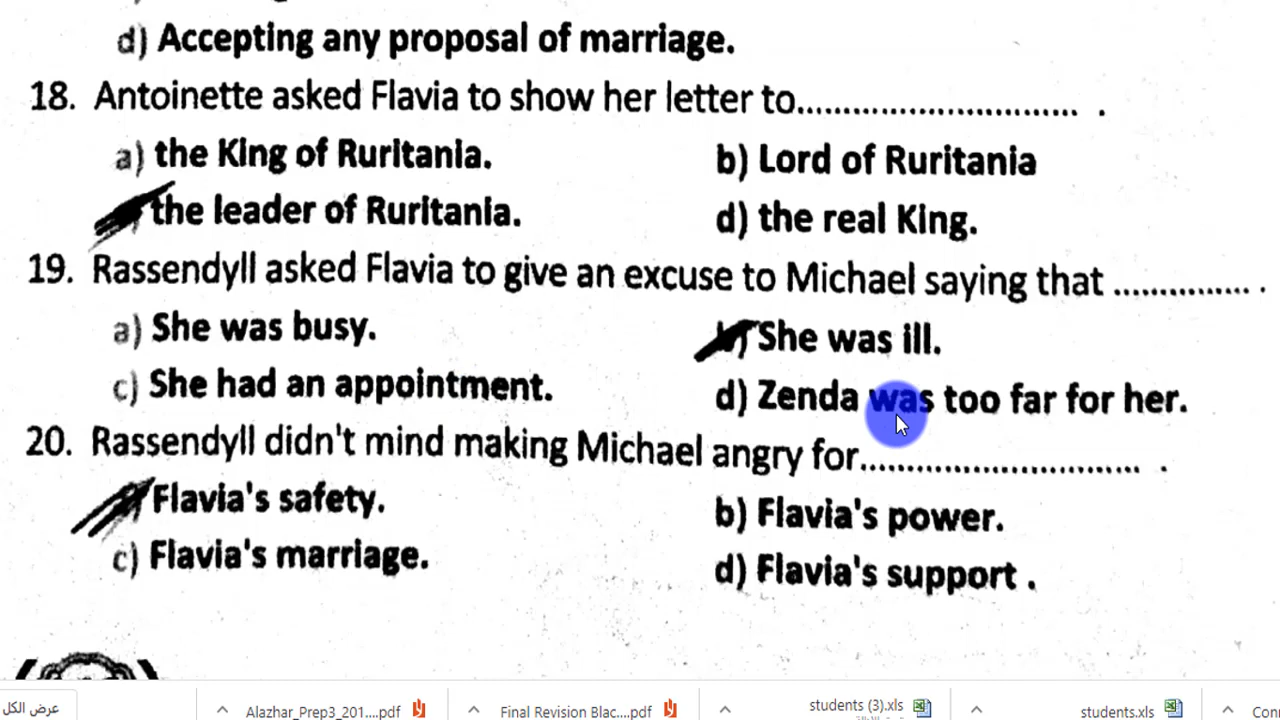 d) Accepting any proposal of marriage.
18. Antoinette asked Flavia to show her letter to............................. .
a) the King of Ruritania.
b) Lord of Ruritania
the leader of Ruritania.
d) the real King.
19. Rassendyll asked Flavia to give an excuse to Michael saying that ............... .
a) She was busy.
b) She was ill.
c) She had an appointment.
d) Zenda was too far for her.
20. Rassendyll didn't mind making Michael angry for............................. .
Flavia's safety.
b) Flavia's power.
c) Flavia's marriage.
d) Flavia's support .
عرض الكل
Alazhar_Prep3_201....pdf
Final Revision Blac....pdf
students (3).xls
students.xls
Con